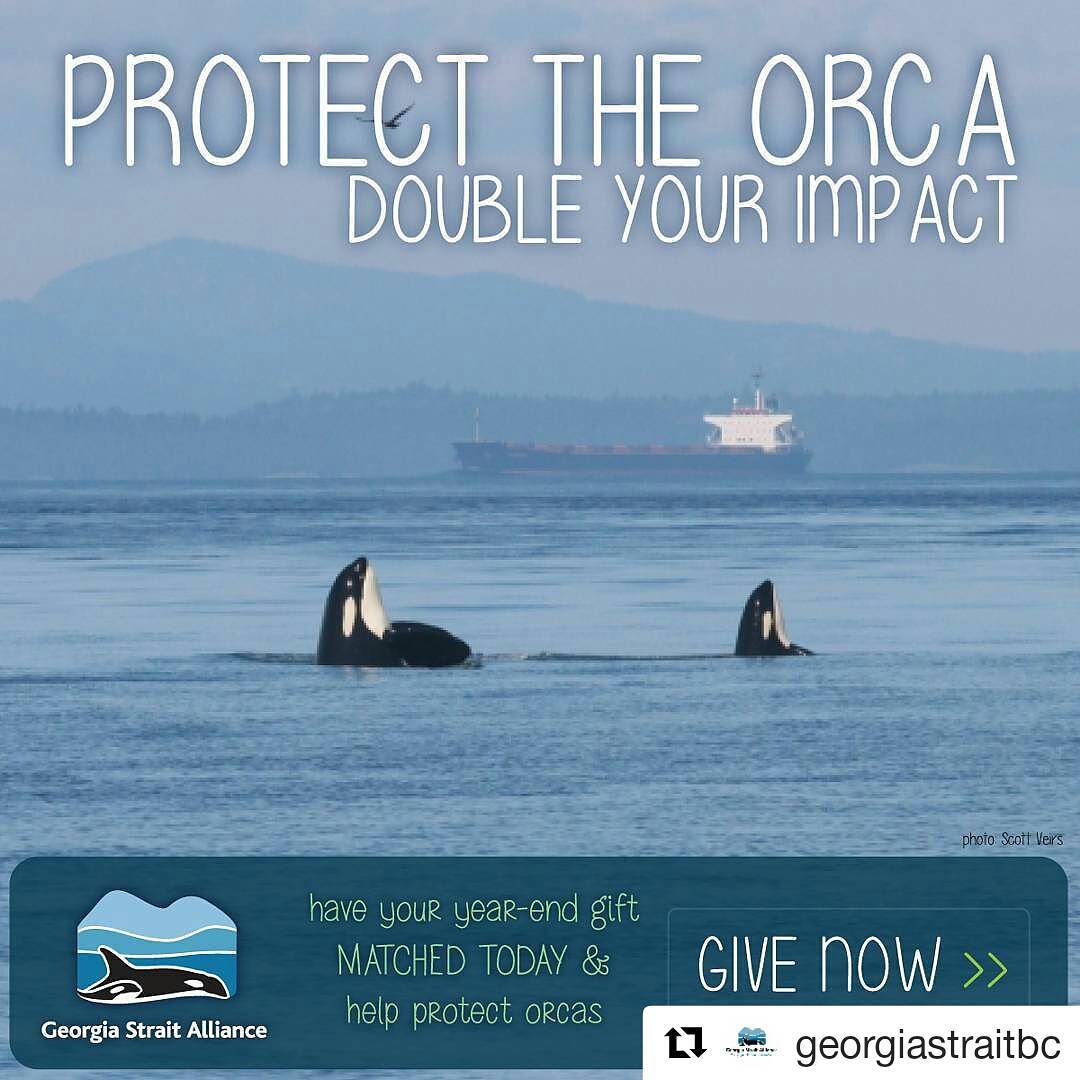 PROTECT THE ORCA
DOUBLE YOUR IMPACT
photo: Scott Veirs
have your year-end gift
MATCHED TODAY &
help protect orcas
GIVE NOW >>
Georgia Strait Alliance
georgiastraitbc